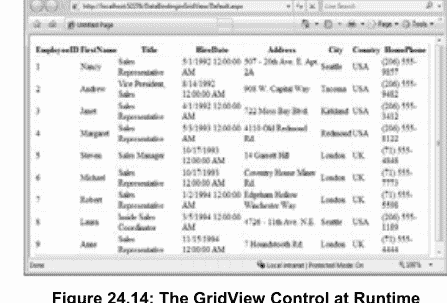 http://localhost:50278/DataBindingGridView/Default.aspx
Live Search
Untitled Page
Page Tools
EmployeeID FirstName Title HireDate Address City Country HomePhone
1 Nancy Sales Representative 5/1/1992 12:00:00 AM 507 - 20th Ave. E. Apt. 2A Seattle USA (206) 555-9857
2 Andrew Vice President, Sales 8/14/1992 12:00:00 AM 908 W. Capital Way Tacoma USA (206) 555-9482
3 Janet Sales Representative 4/1/1992 12:00:00 AM 722 Moss Bay Blvd. Kirkland USA (206) 555-3412
4 Margaret Sales Representative 5/3/1993 12:00:00 AM 4110 Old Redmond Rd. Redmond USA (206) 555-8122
5 Steven Sales Manager 10/17/1993 12:00:00 AM 14 Garrett Hill London UK (71) 555-4848
6 Michael Sales Representative 10/17/1993 12:00:00 AM Coventry House Miner Rd. London UK (71) 555-7773
7 Robert Sales Representative 1/2/1994 12:00:00 AM Edgeham Hollow Winchester Way London UK (71) 555-5598
8 Laura Inside Sales Coordinator 3/5/1994 12:00:00 AM 4726 - 11th Ave. N.E. Seattle USA (206) 555-1189
9 Anne Sales Representative 11/15/1994 12:00:00 AM 7 Houndstooth Rd. London UK (71) 555-4444
Done Local intranet | Protected Mode: On 100%
Figure 24.14: The GridView Control at Runtime